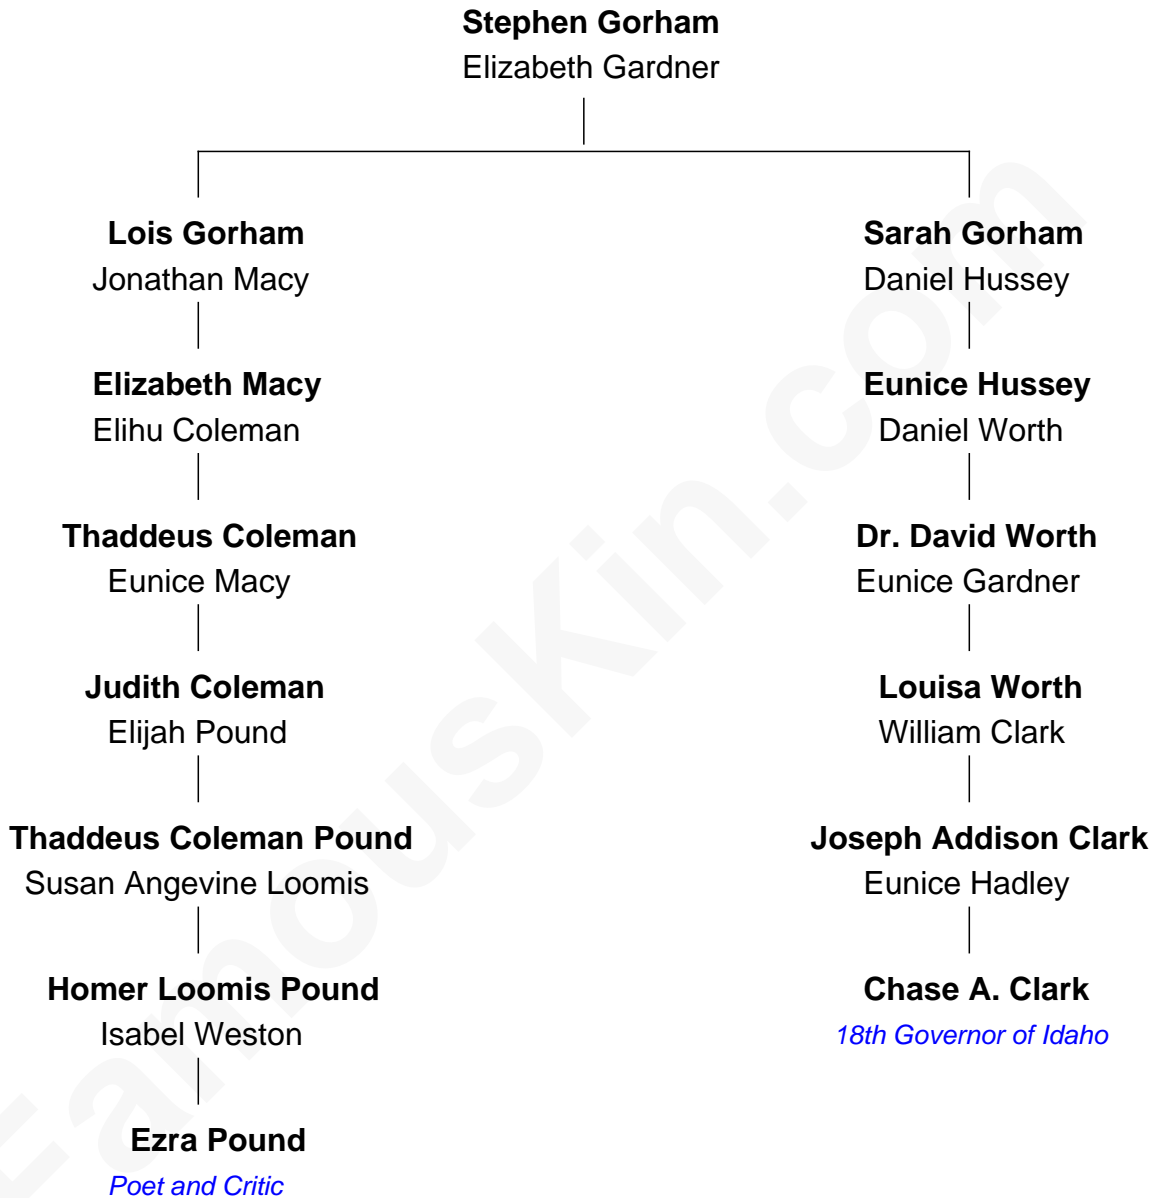 Stephen Gorham
Elizabeth Gardner
Lois Gorham
Jonathan Macy
Sarah Gorham
Daniel Hussey
Elizabeth Macy
Elihu Coleman
Eunice Hussey
Daniel Worth
Thaddeus Coleman
Eunice Macy
Dr. David Worth
Eunice Gardner
Judith Coleman
Elijah Pound
Louisa Worth
William Clark
Thaddeus Coleman Pound
Susan Angevine Loomis
Joseph Addison Clark
Eunice Hadley
Homer Loomis Pound
Isabel Weston
Chase A. Clark
18th Governor of Idaho
Ezra Pound
Poet and Critic
FamousKin.com